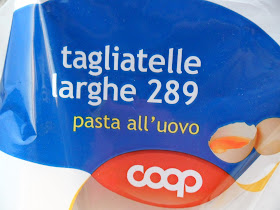 tagliatelle
larghe 289
pasta all'uovo
coop